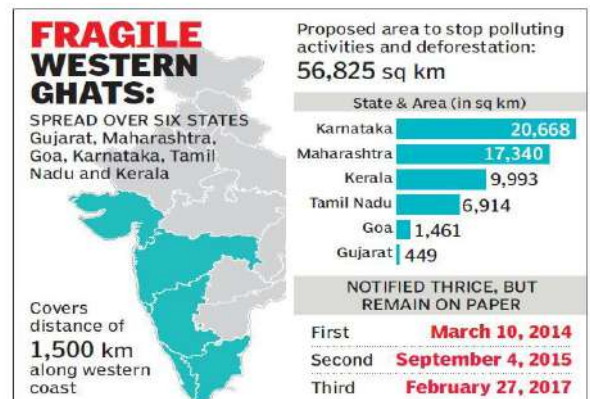 FRAGILE
WESTERN
GHATS:
SPREAD OVER SIX STATES
Gujarat, Maharashtra,
Goa, Karnataka, Tamil
Nadu and Kerala
Covers
distance of
1,500 km
along western
coast
Proposed area to stop polluting
activities and deforestation:
56,825 sq km
State & Area (in sq km)
Karnataka 20,668
Maharashtra 17,340
Kerala 9,993
Tamil Nadu 6,914
Goa 1,461
Gujarat 449
NOTIFIED THRICE, BUT
REMAIN ON PAPER
First March 10, 2014
Second September 4, 2015
Third February 27, 2017